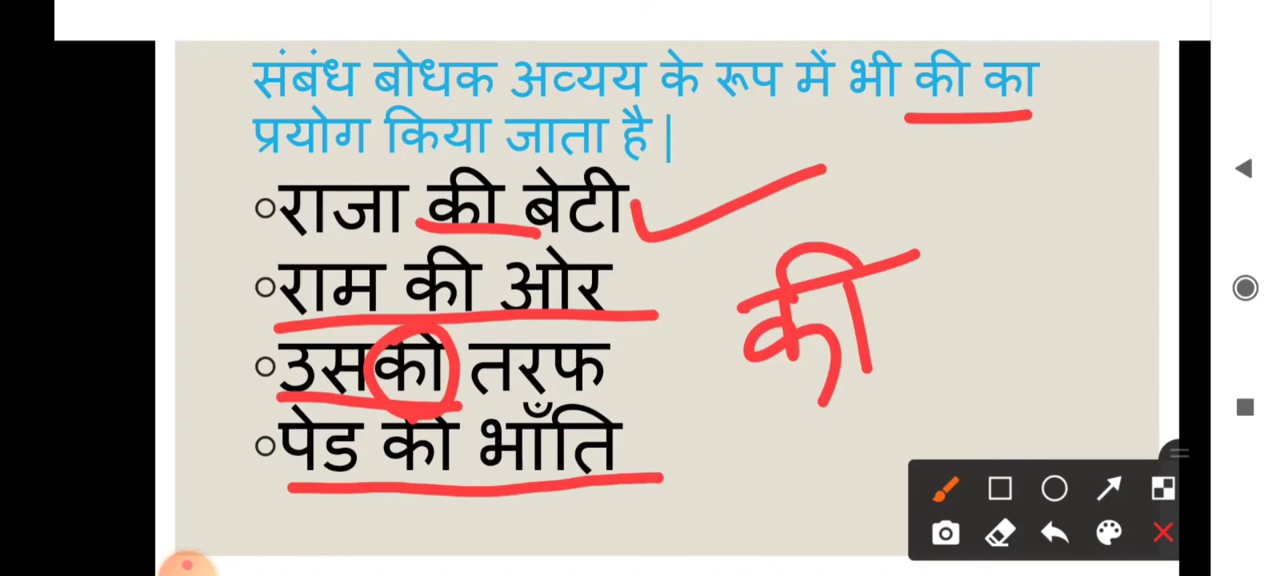 संबंध बोधक अव्यय के रूप में भी की का
प्रयोग किया जाता है |
राजा की बेटी
राम की ओर
उसकी तरफ
पेड की भाँति
की